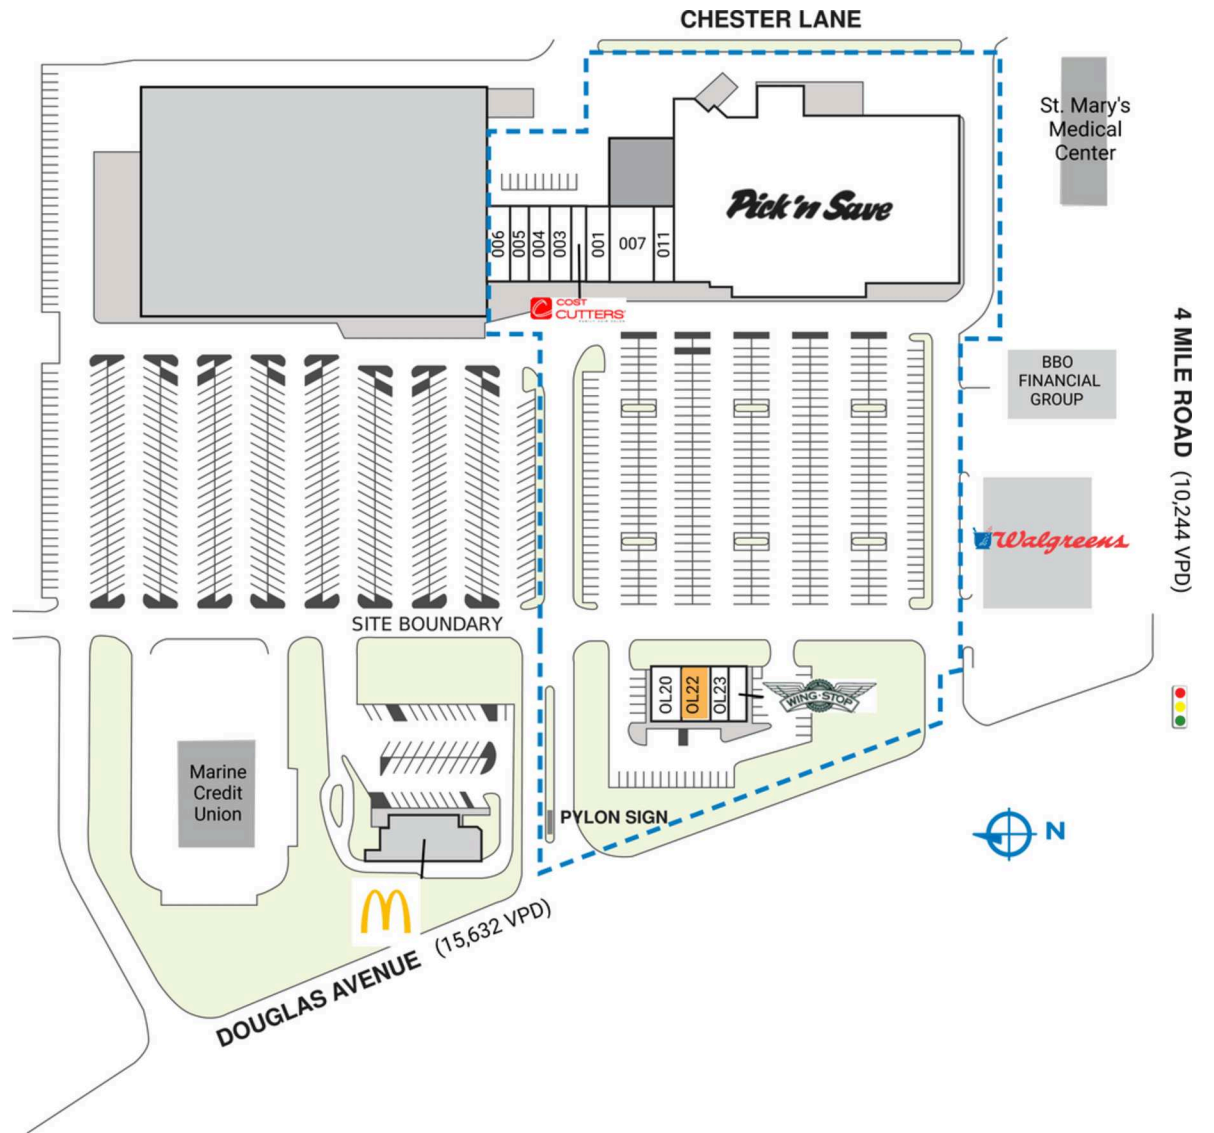 CHESTER LANE
St. Mary's
Medical
Center
Pick 'n Save
006
005
004
003
001
007
011
COST
CUTTERS
4 MILE ROAD (10,244 VPD)
BBO
FINANCIAL
GROUP
Walgreens
SITE BOUNDARY
OL20
OL22
OL23
WING·STOP
Marine
Credit
Union
PYLON SIGN
N
DOUGLAS AVENUE (15,632 VPD)